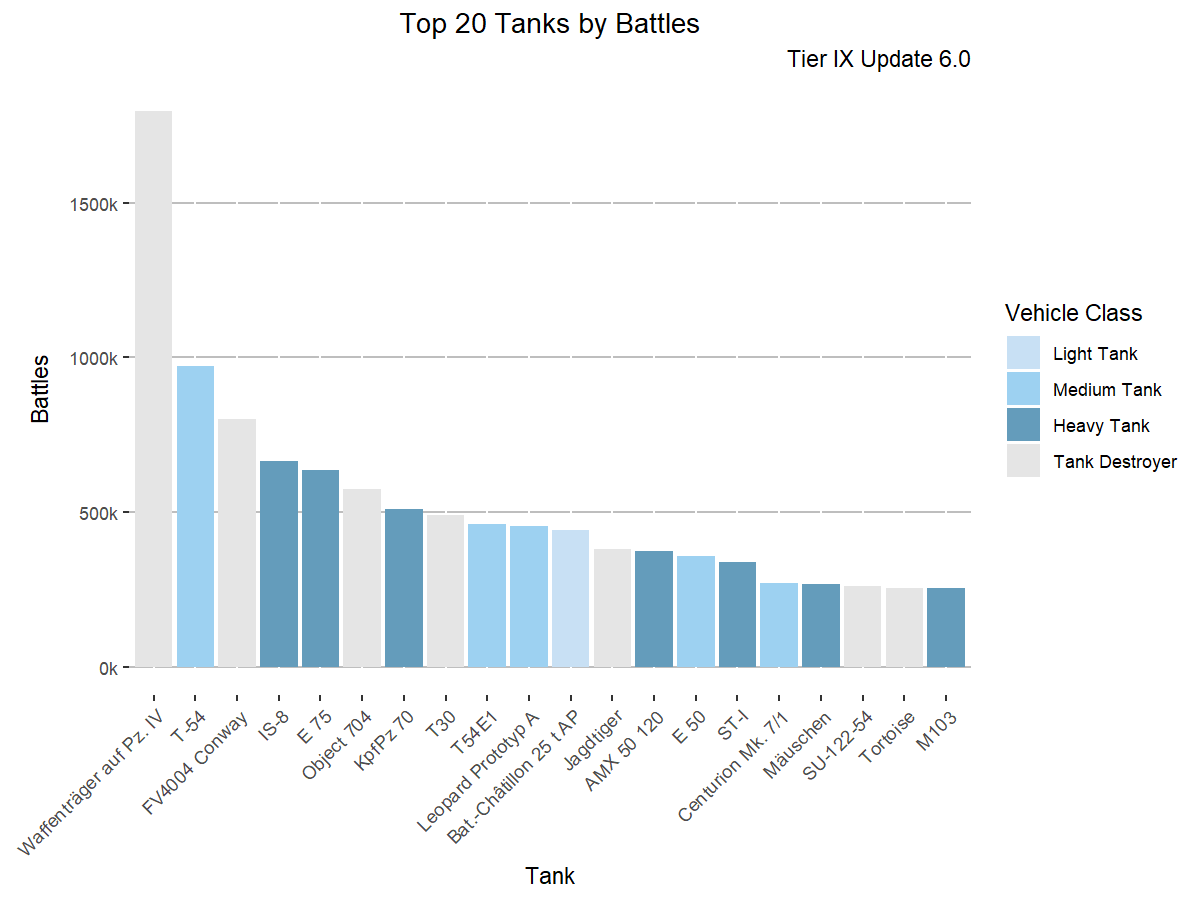 Top 20 Tanks by Battles
Tier IX Update 6.0
Battles
1500k
1000k
500k
0k
Waffenträger auf Pz. IV
T-54
FV4004 Conway
IS-8
E 75
Object 704
KpfPz 70
T30
T54E1
Leopard Prototyp A
Bat.-Châtillon 25 t AP
Jagdtiger
AMX 50 120
E 50
ST-I
Centurion Mk. 7/1
Mäuschen
SU-122-54
Tortoise
M103
Tank
Vehicle Class
Light Tank
Medium Tank
Heavy Tank
Tank Destroyer